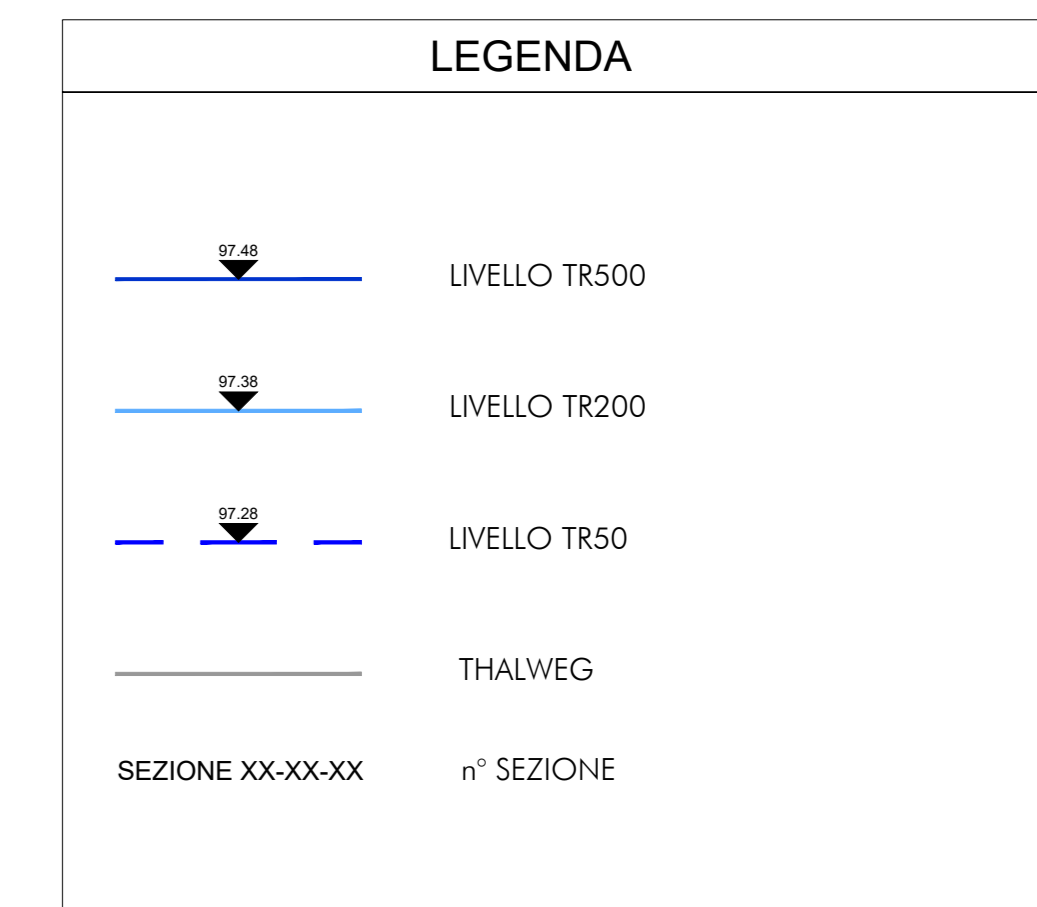 LEGENDA
97.48
LIVELLO TR500
97.38
LIVELLO TR200
97.28
LIVELLO TR50
THALWEG
SEZIONE XX-XX-XX n° SEZIONE